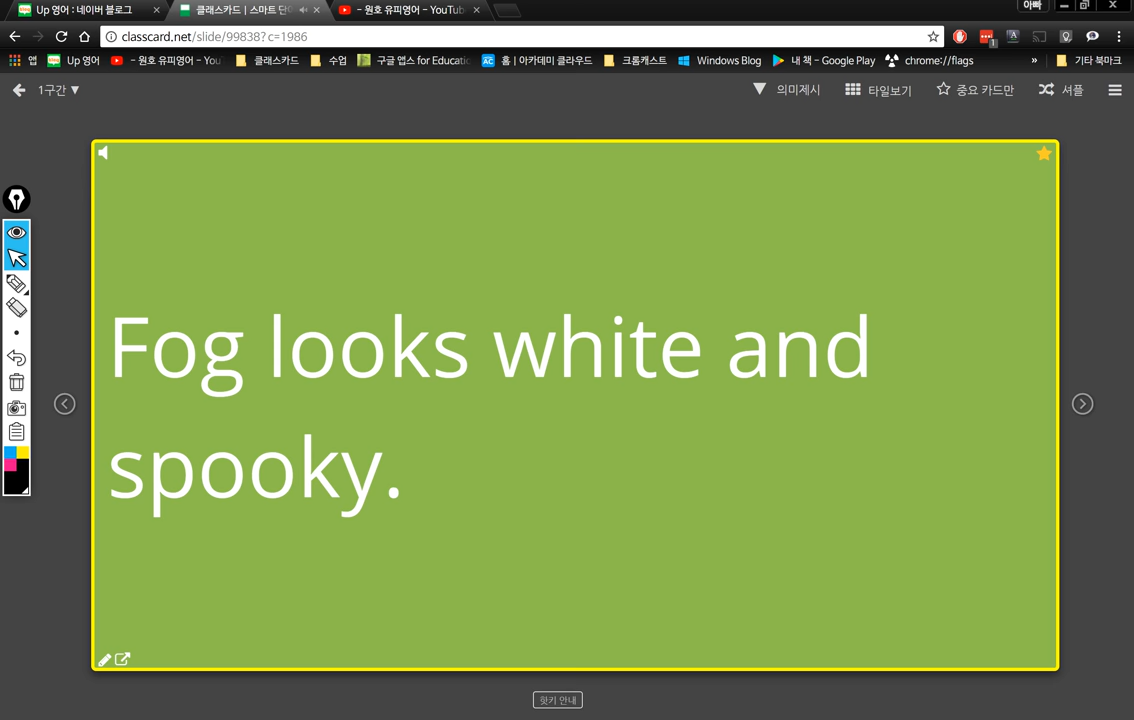 Up 영어 : 네이버 블로그
클래스카드 | 스마트 단어
- 원호 유피영어 - YouTub
아빠
classcard.net/slide/99838?c=1986
앱
Up 영어
- 원호 유피영어 - You
클래스카드
수업
구글 앱스 for Educatic
홈 | 아카데미 클라우드
크롬캐스트
Windows Blog
내 책 - Google Play
chrome://flags
»
기타 북마크
1구간 ▼
의미제시
타일보기
중요 카드만
셔플
Fog looks white and
spooky.
핫키 안내